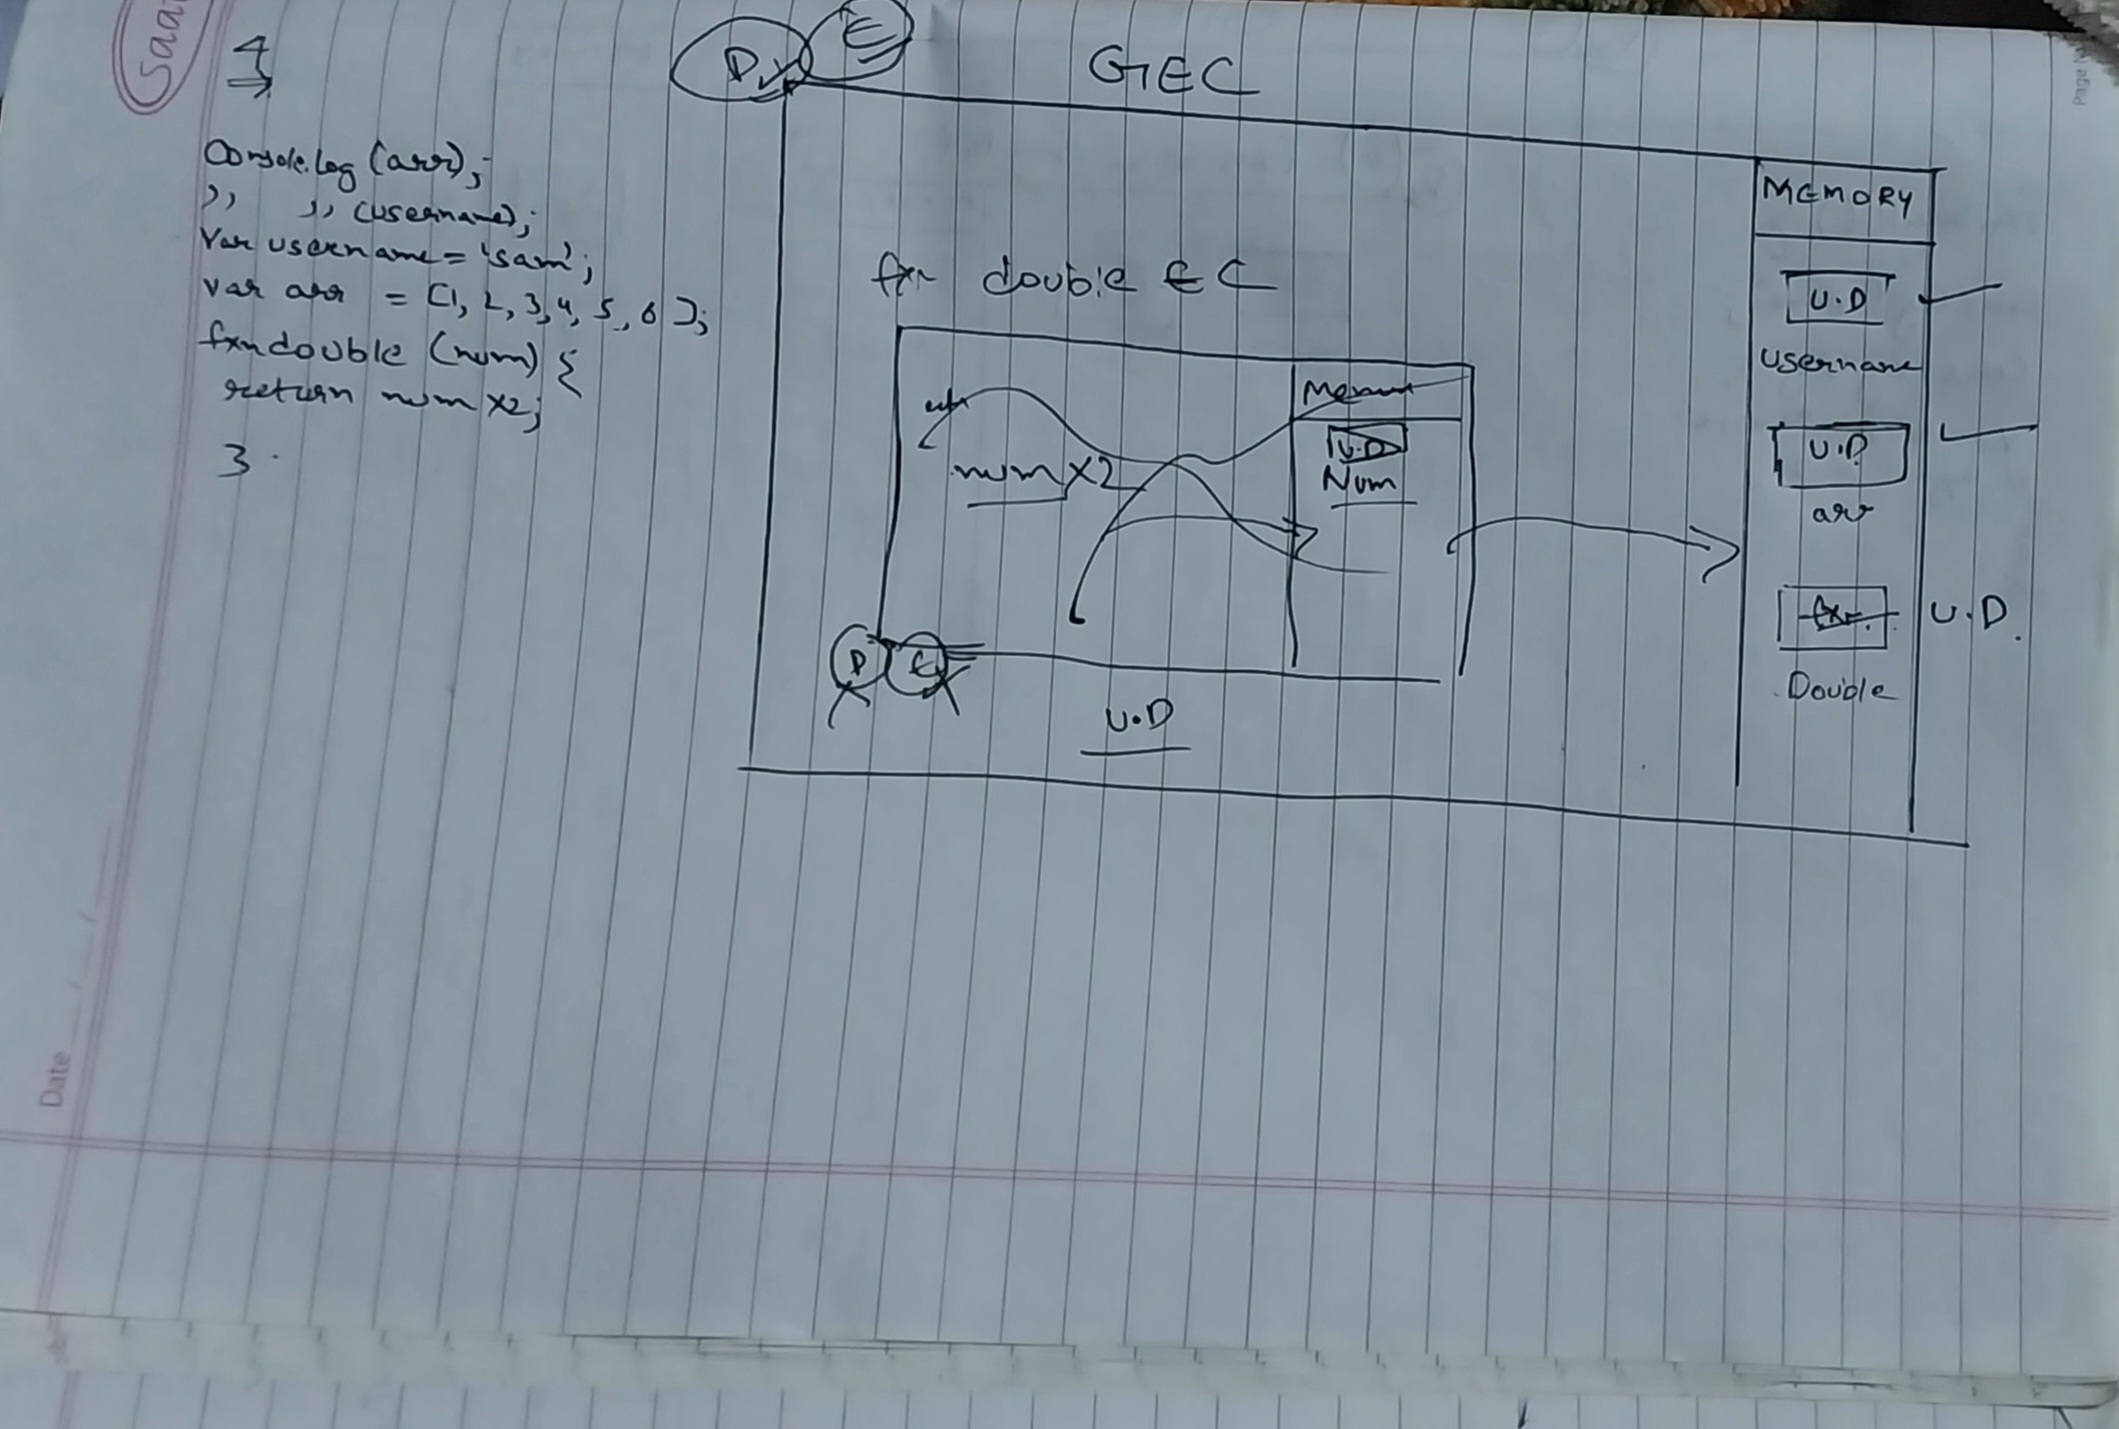 Saa
4
Console.log (arr);
,, ,, (username);
Var username = 'sam';
var arr = [1, 2, 3, 4, 5, 6];
fxn double (num) {
return num x2;
}
D E
GEC
fxn double EC
num x2
Memory
U.D
Num
D E
U.D
MEMORY
U.D
Username
U.D
arr
fxn U.D.
Double
Date
Page N